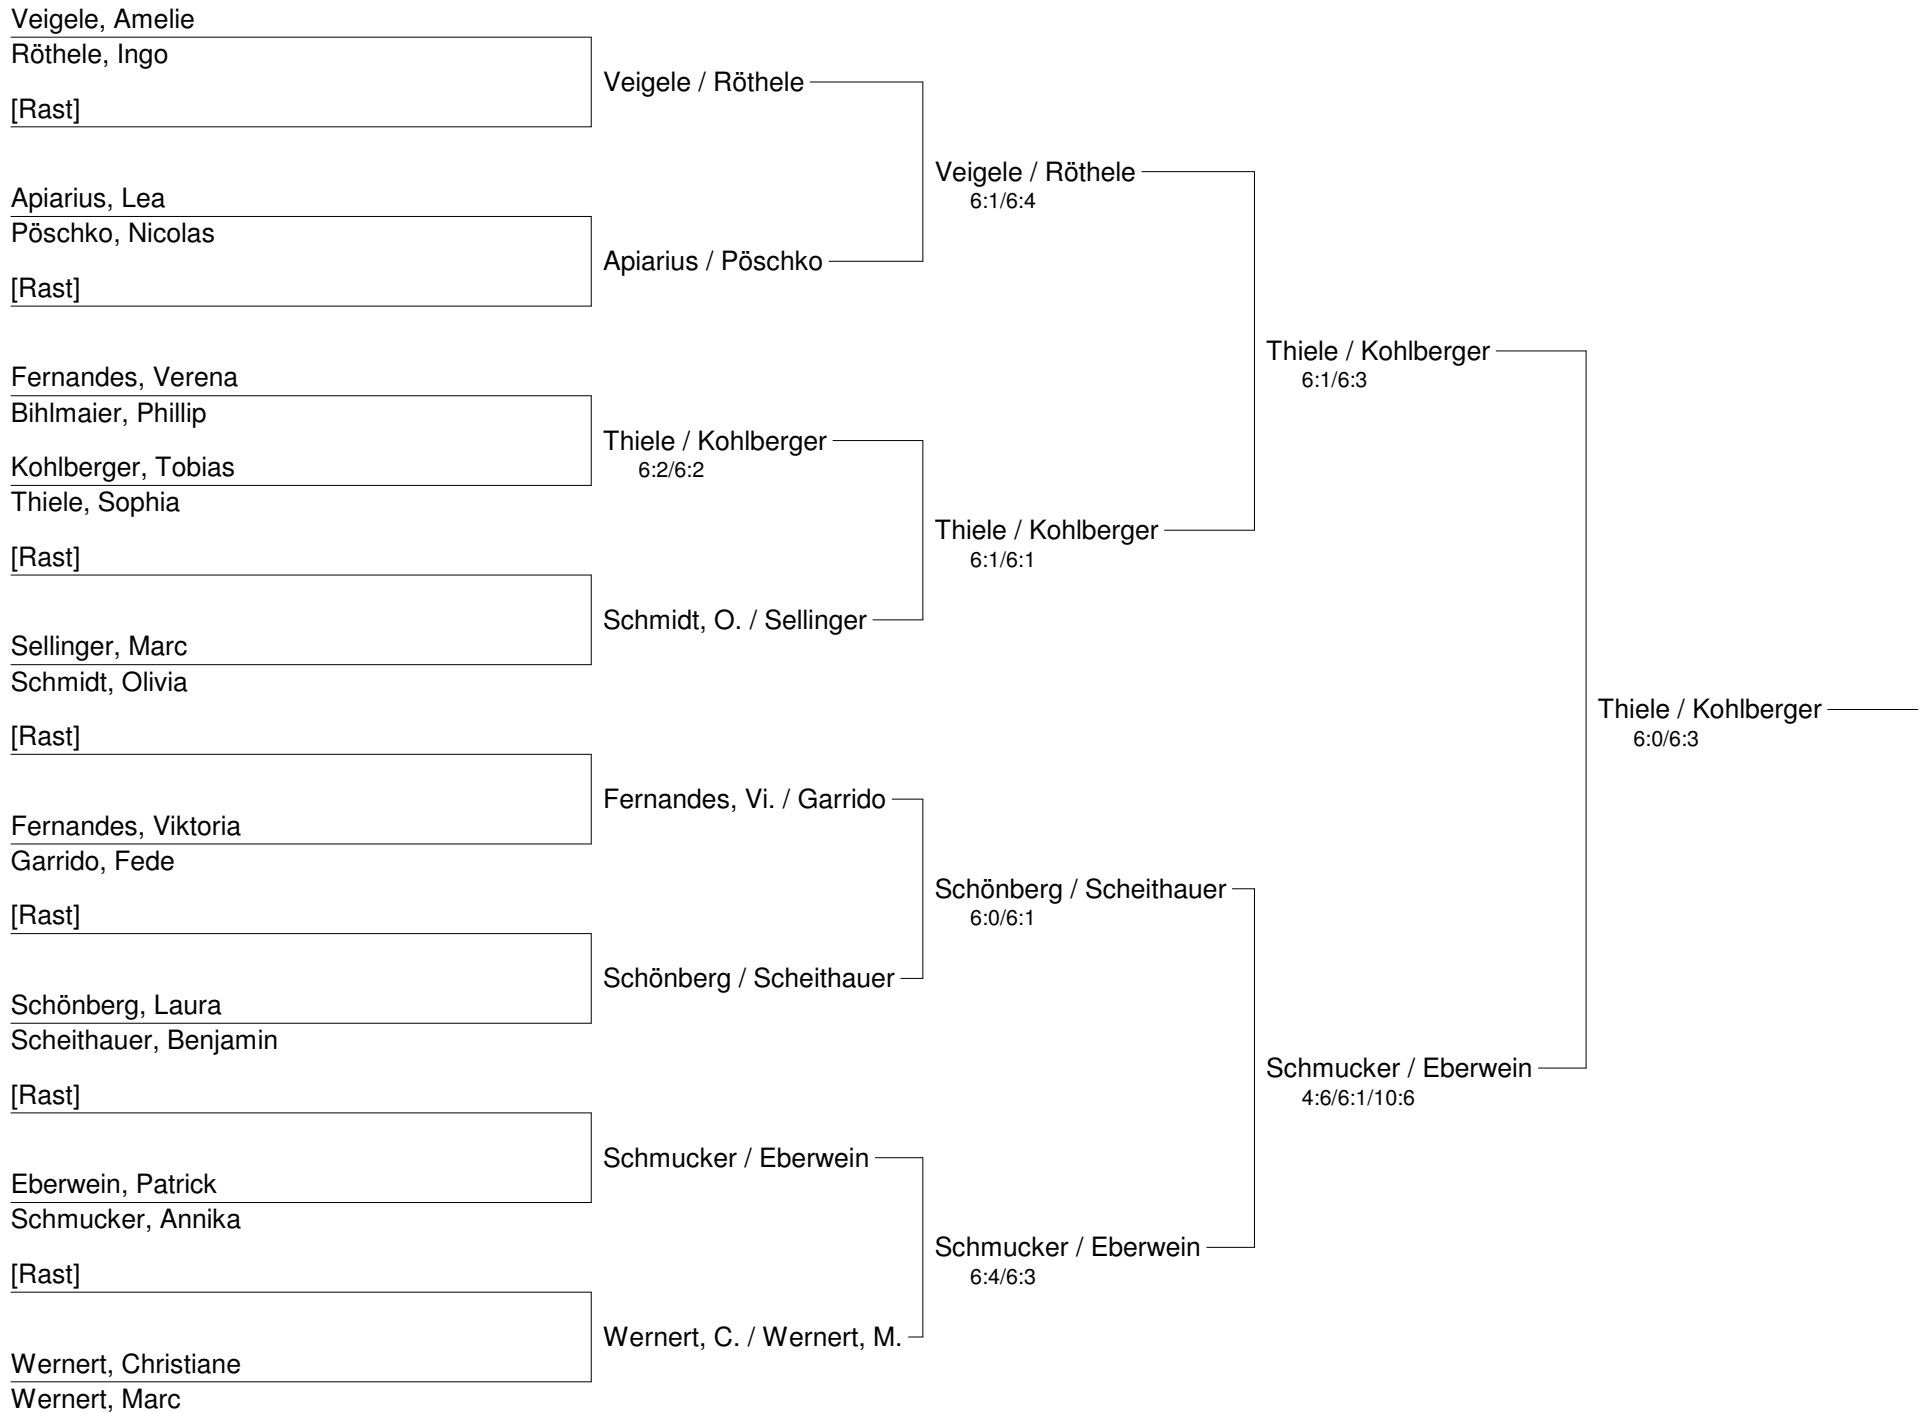 Veigele, Amelie
Röthele, Ingo
[Rast]
Apiarius, Lea
Pöschko, Nicolas
[Rast]
Fernandes, Verena
Bihlmaier, Phillip
Kohlberger, Tobias
Thiele, Sophia
[Rast]
Sellinger, Marc
Schmidt, Olivia
[Rast]
Fernandes, Viktoria
Garrido, Fede
[Rast]
Schönberg, Laura
Scheithauer, Benjamin
[Rast]
Eberwein, Patrick
Schmucker, Annika
[Rast]
Wernert, Christiane
Wernert, Marc
Veigele / Röthele
Apiarius / Pöschko
Thiele / Kohlberger
6:2/6:2
Schmidt, O. / Sellinger
Fernandes, Vi. / Garrido
Schönberg / Scheithauer
Schmucker / Eberwein
Wernert, C. / Wernert, M.
Veigele / Röthele
6:1/6:4
Thiele / Kohlberger
6:1/6:1
Schönberg / Scheithauer
6:0/6:1
Schmucker / Eberwein
6:4/6:3
Thiele / Kohlberger
6:1/6:3
Schmucker / Eberwein
4:6/6:1/10:6
Thiele / Kohlberger
6:0/6:3